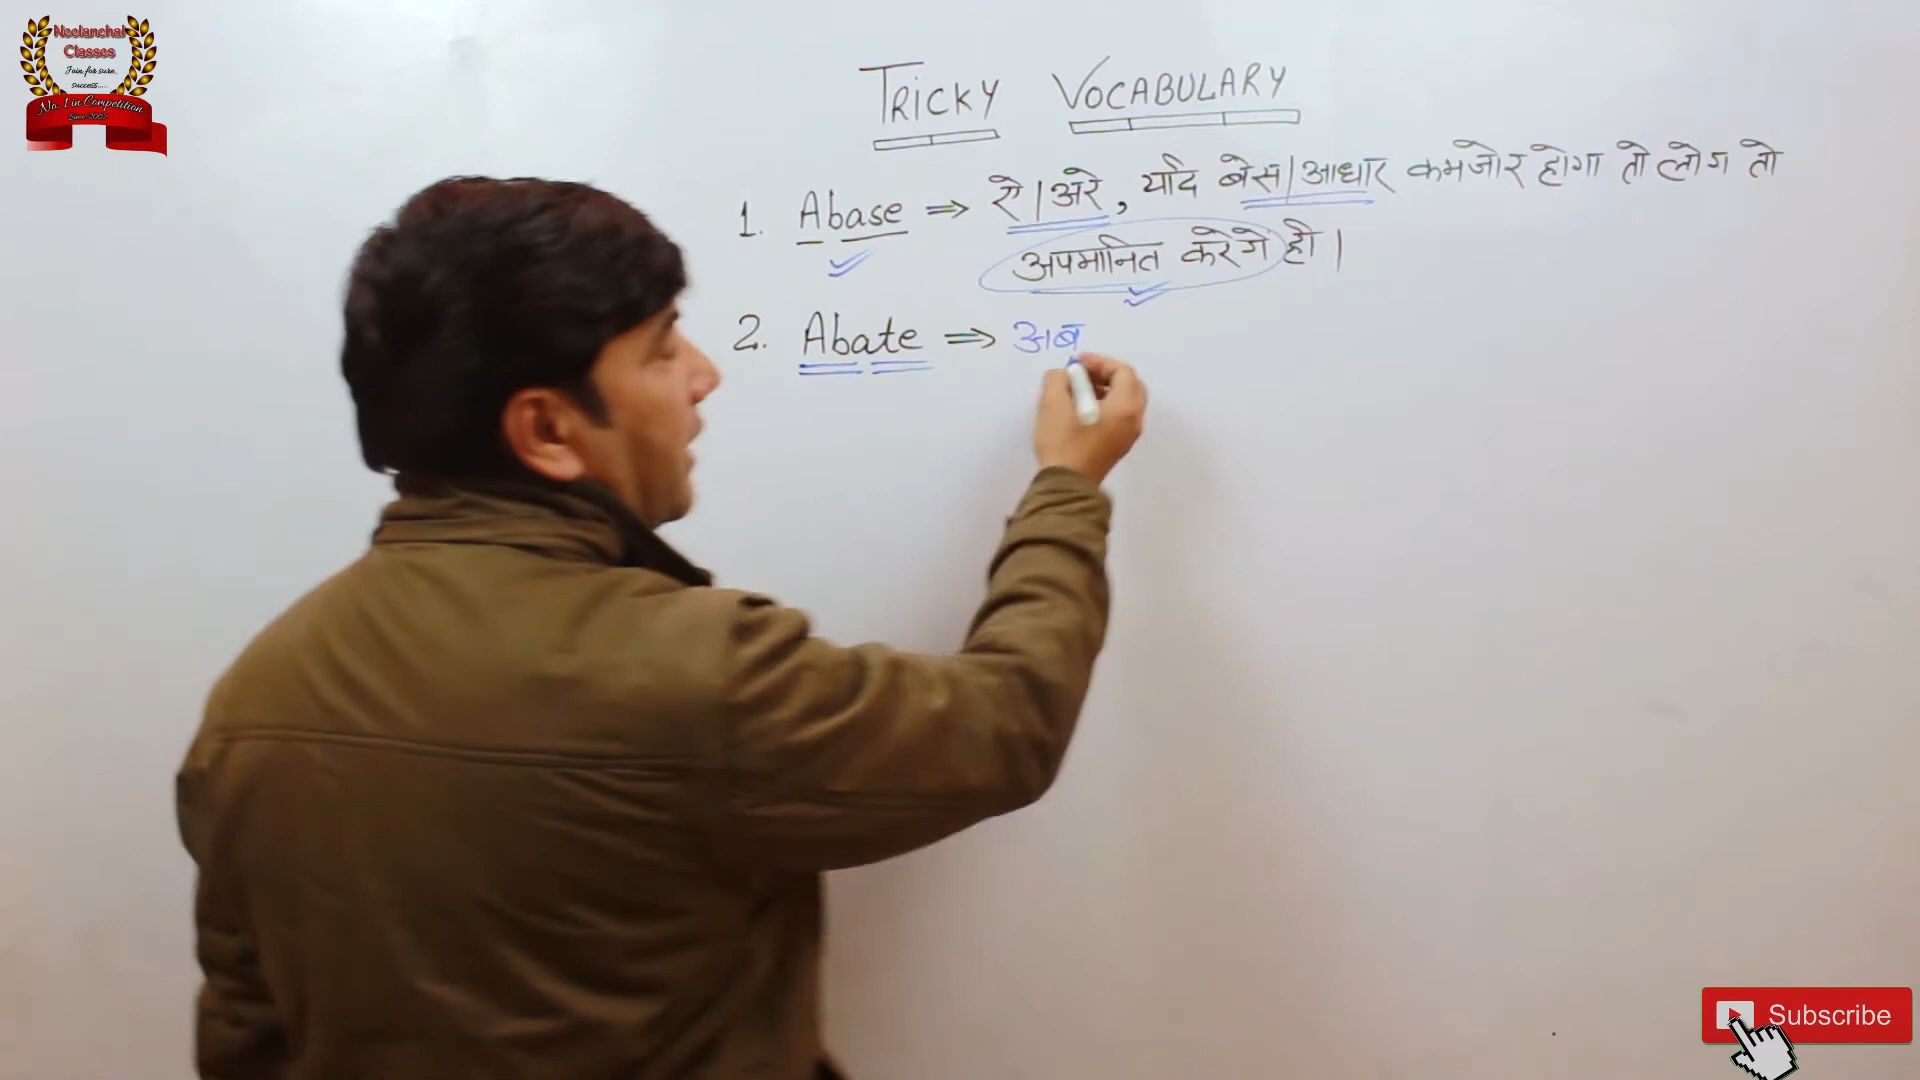 Neelanchal
Classes
Join for sure
success.....
No. 1 in Competition
Since-2007
TRICKY VOCABULARY
1. Abase ⇒ ऐ|अरे, यदि बेस|आधार कमजोर होगा तो लोग तो
अपमानित करेगे ही।
2. Abate ⇒ अब
Subscribe